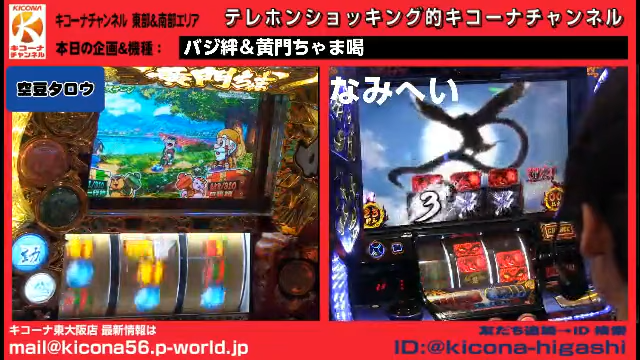 KICONA
キコーナ
チャンネル
キコーナチャンネル 東部&南部エリア
テレホンショッキング的キコーナチャンネル
本日の企画&機種:
バジ絆&黄門ちゃま喝
空豆タロウ
なみへい
3
キコーナ東大阪店 最新情報は
mail@kicona56.p-world.jp
友だち追加→ID 検索
ID:@kicona-higashi